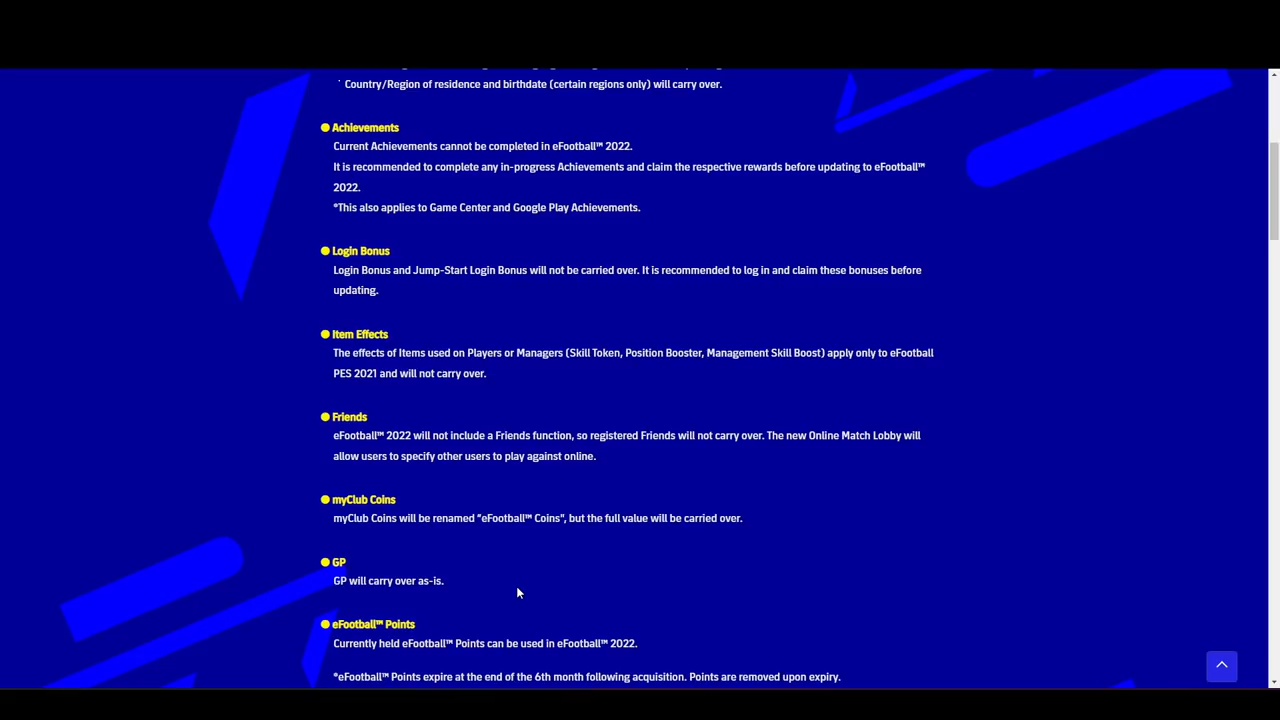 Country/Region of residence and birthdate (certain regions only) will carry over.
Achievements
Current Achievements cannot be completed in eFootball™ 2022.
It is recommended to complete any in-progress Achievements and claim the respective rewards before updating to eFootball™
2022.
*This also applies to Game Center and Google Play Achievements.
Login Bonus
Login Bonus and Jump-Start Login Bonus will not be carried over. It is recommended to log in and claim these bonuses before
updating.
Item Effects
The effects of Items used on Players or Managers (Skill Token, Position Booster, Management Skill Boost) apply only to eFootball
PES 2021 and will not carry over.
Friends
eFootball™ 2022 will not include a Friends function, so registered Friends will not carry over. The new Online Match Lobby will
allow users to specify other users to play against online.
myClub Coins
myClub Coins will be renamed "eFootball™ Coins", but the full value will be carried over.
GP
GP will carry over as-is.
eFootball™ Points
Currently held eFootball™ Points can be used in eFootball™ 2022.
*eFootball™ Points expire at the end of the 6th month following acquisition. Points are removed upon expiry.